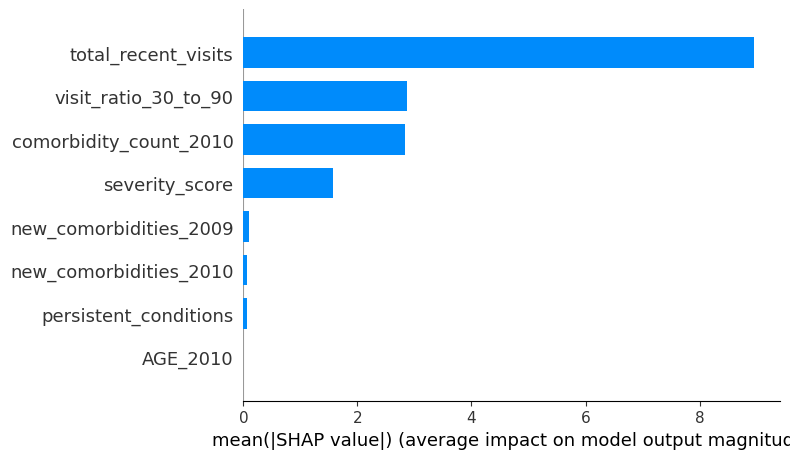 total_recent_visits
visit_ratio_30_to_90
comorbidity_count_2010
severity_score
new_comorbidities_2009
new_comorbidities_2010
persistent_conditions
AGE_2010
0 2 4 6 8
mean(|SHAP value|) (average impact on model output magnitud